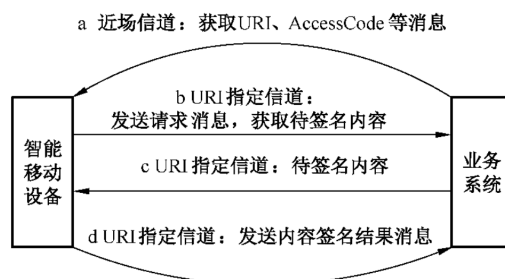 a 近场信道：获取URI、AccessCode 等消息
b URI 指定信道：
发送请求消息，获取待签名内容
智能
移动
设备
c URI 指定信道：待签名内容
业务
系统
d URI 指定信道：发送内容签名结果消息